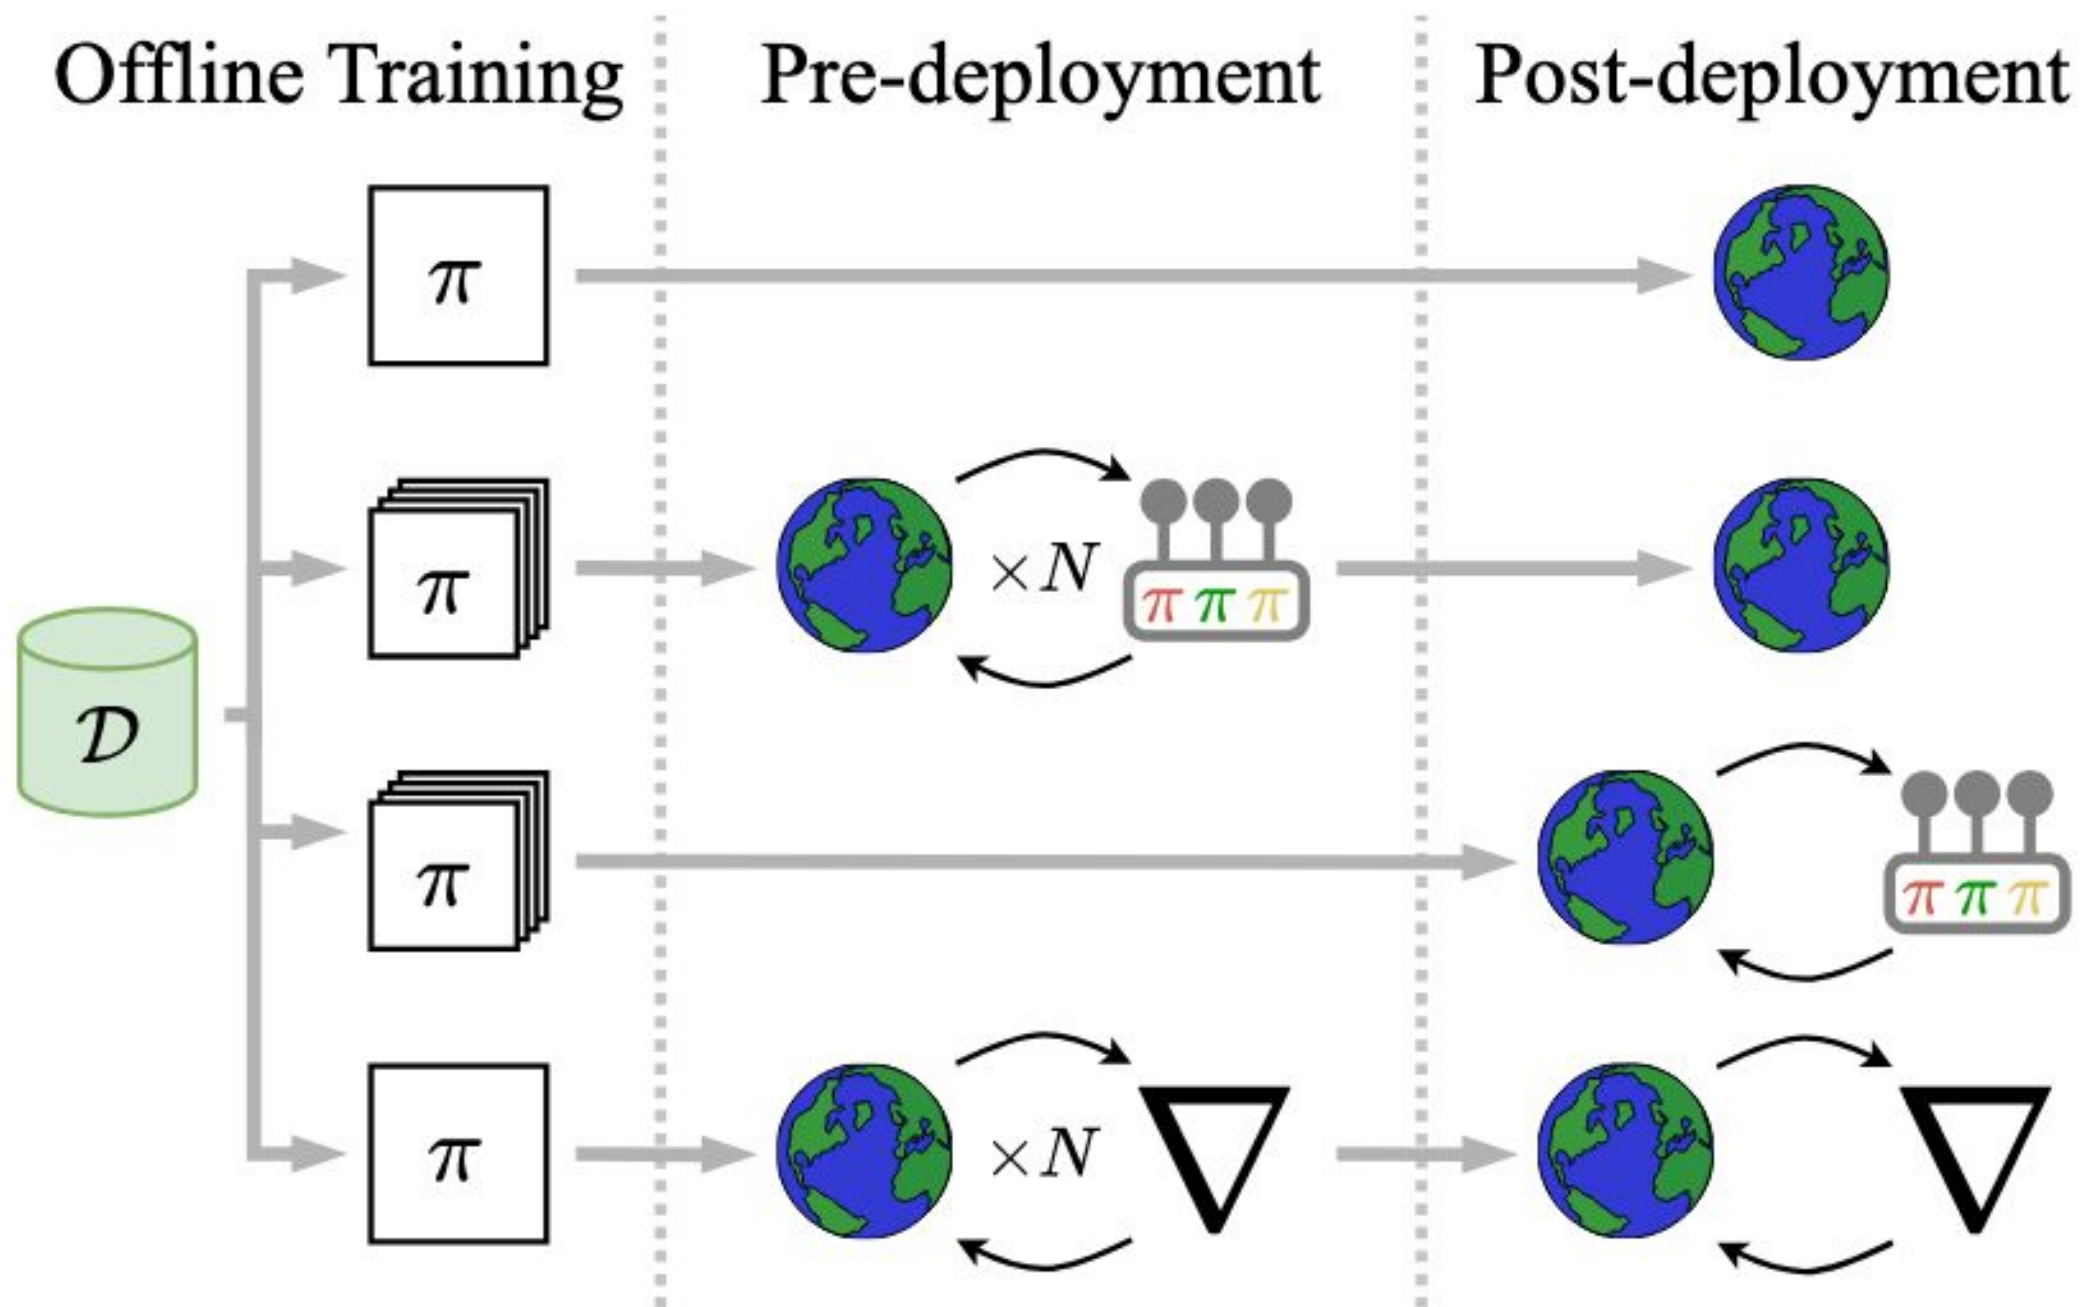 Offline Training Pre-deployment Post-deployment
π
π ×N π π π
𝒟
π π π π
π ×N ∇ ∇